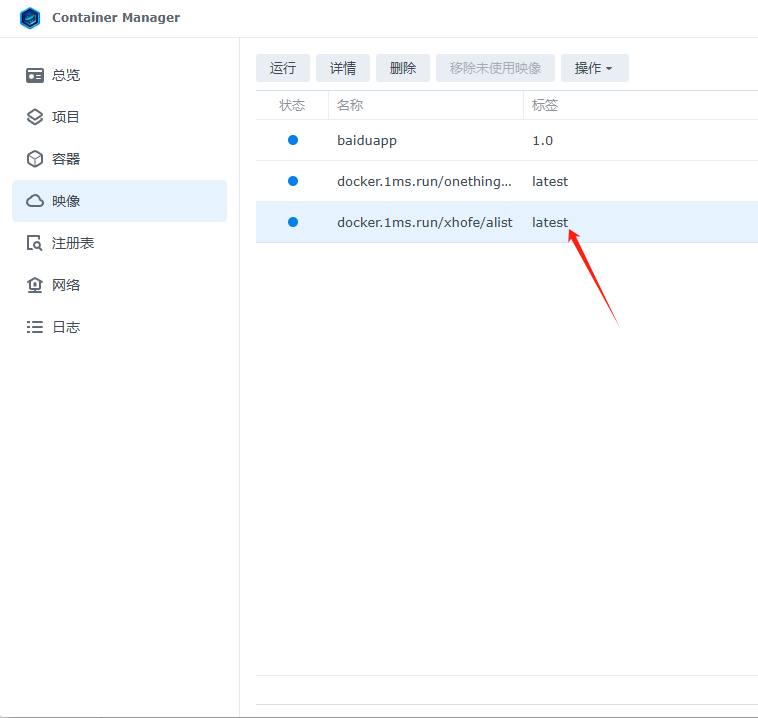 Container Manager
总览
项目
容器
映像
注册表
网络
日志
运行 详情 删除 移除未使用映像 操作
状态 名称 标签
baiduapp 1.0
docker.1ms.run/onething... latest
docker.1ms.run/xhofe/alist latest